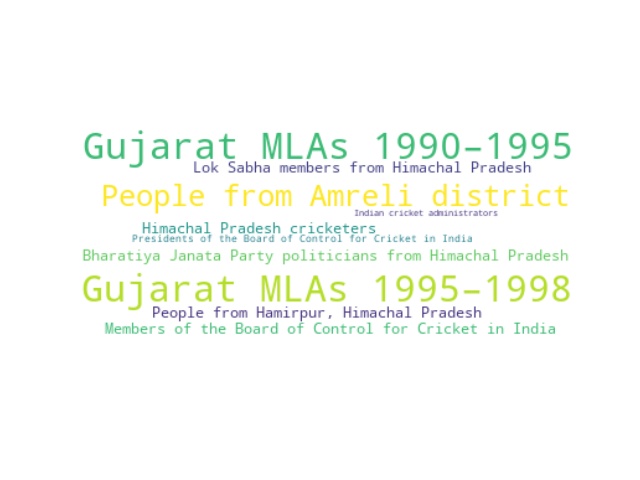 Gujarat MLAs 1990–1995
Lok Sabha members from Himachal Pradesh
People from Amreli district
Indian cricket administrators
Himachal Pradesh cricketers
Presidents of the Board of Control for Cricket in India
Bharatiya Janata Party politicians from Himachal Pradesh
Gujarat MLAs 1995–1998
People from Hamirpur, Himachal Pradesh
Members of the Board of Control for Cricket in India